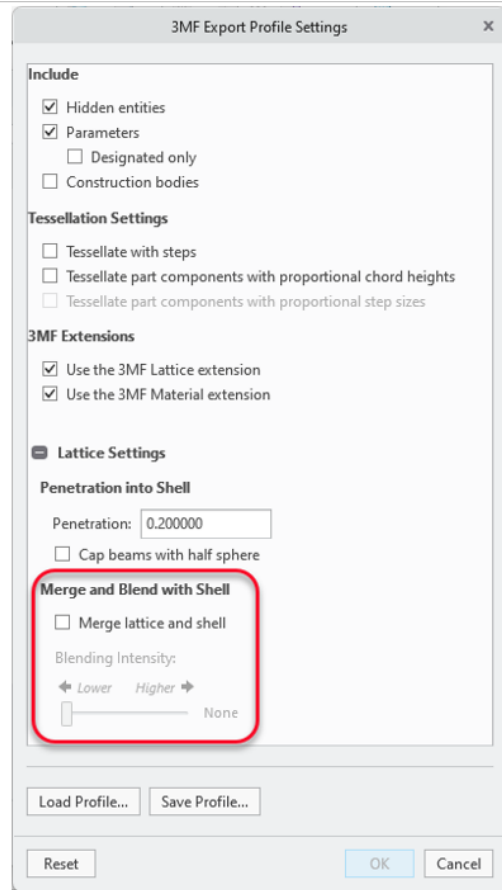 3MF Export Profile Settings
x
Include
Hidden entities
Parameters
Designated only
Construction bodies
Tessellation Settings
Tessellate with steps
Tessellate part components with proportional chord heights
Tessellate part components with proportional step sizes
3MF Extensions
Use the 3MF Lattice extension
Use the 3MF Material extension
Lattice Settings
Penetration into Shell
Penetration: 0.200000
Cap beams with half sphere
Merge and Blend with Shell
Merge lattice and shell
Blending Intensity:
Lower Higher
None
Load Profile... Save Profile...
Reset OK Cancel